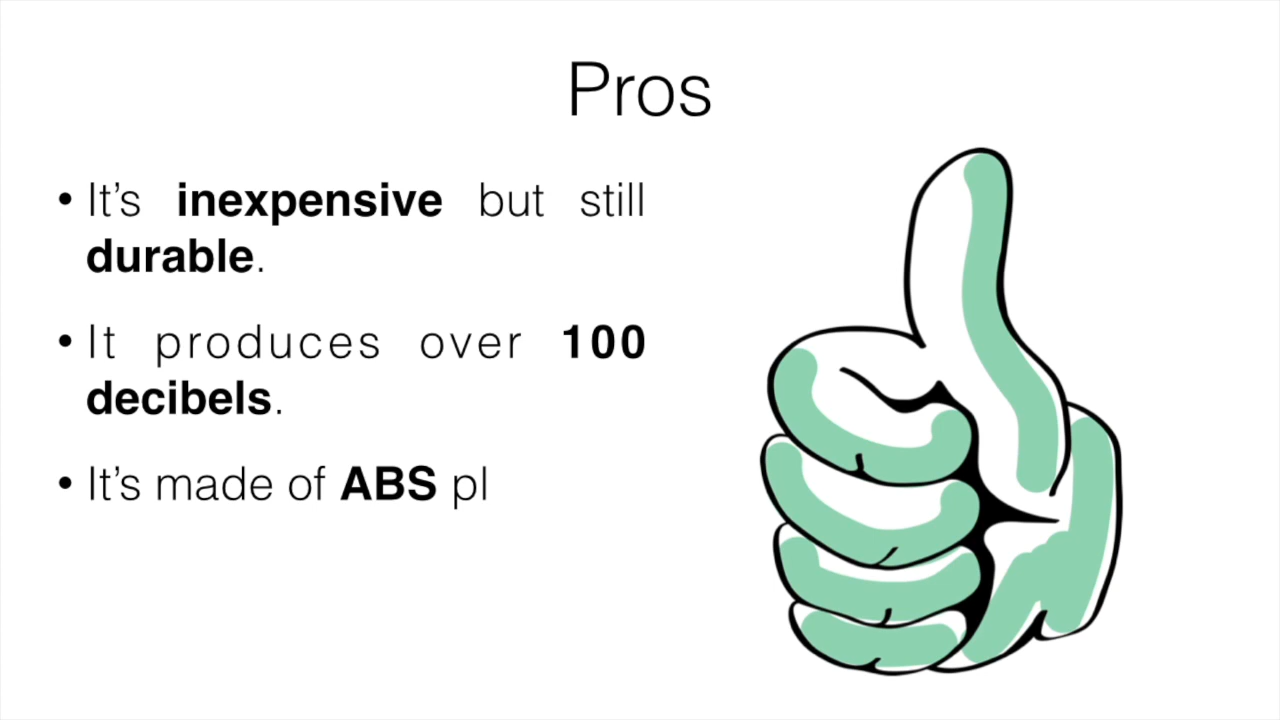 Pros
• It’s inexpensive but still
durable.
• It produces over 100
decibels.
• It’s made of ABS pl